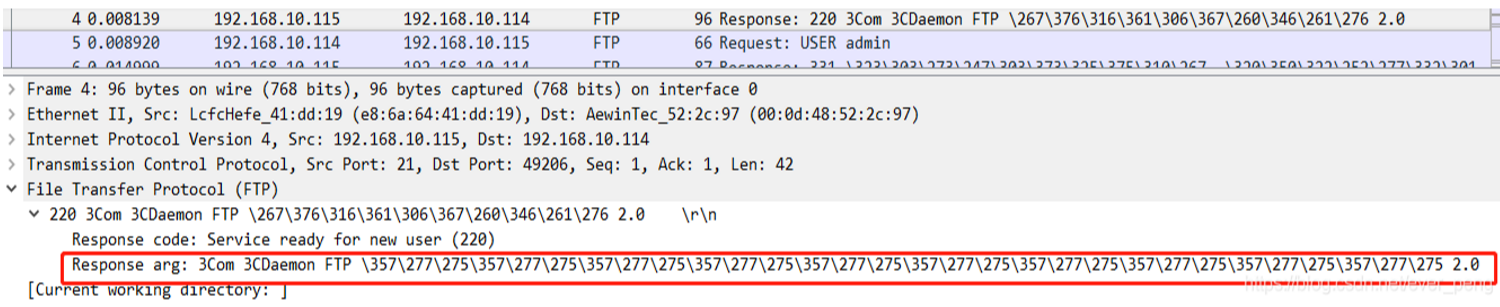 4 0.008139 192.168.10.115 192.168.10.114 FTP 96 Response: 220 3Com 3CDaemon FTP \267\376\316\361\306\367\260\346\261\276 2.0
5 0.008920 192.168.10.114 192.168.10.115 FTP 66 Request: USER admin
Frame 4: 96 bytes on wire (768 bits), 96 bytes captured (768 bits) on interface 0
Ethernet II, Src: LcfcHefe_41:dd:19 (e8:6a:64:41:dd:19), Dst: AewinTec_52:2c:97 (00:0d:48:52:2c:97)
Internet Protocol Version 4, Src: 192.168.10.115, Dst: 192.168.10.114
Transmission Control Protocol, Src Port: 21, Dst Port: 49206, Seq: 1, Ack: 1, Len: 42
File Transfer Protocol (FTP)
220 3Com 3CDaemon FTP \267\376\316\361\306\367\260\346\261\276 2.0 \r\n
Response code: Service ready for new user (220)
Response arg: 3Com 3CDaemon FTP \357\277\275\357\277\275\357\277\275\357\277\275\357\277\275\357\277\275\357\277\275\357\277\275\357\277\275\357\277\275 2.0
[Current working directory: ]